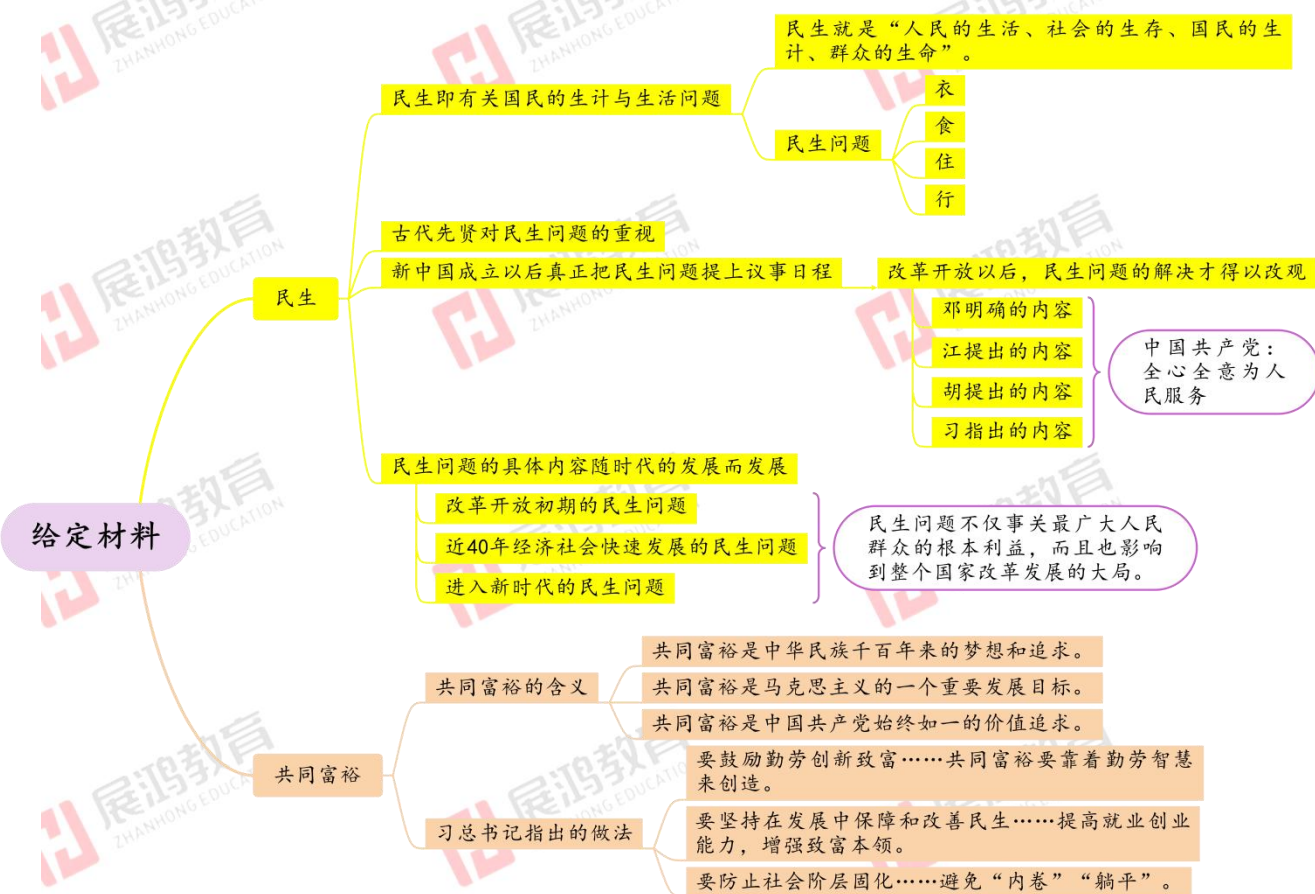 民生就是“人民的生活、社会的生存、国民的生
计、群众的生命”。
民生即有关国民的生计与生活问题
衣
食
民生问题
住
行
古代先贤对民生问题的重视
新中国成立以后真正把民生问题提上议事日程
改革开放以后，民生问题的解决才得以改观
民生
邓明确的内容
江提出的内容
胡提出的内容
习指出的内容
中国共产党：
全心全意为人
民服务
民生问题的具体内容随时代的发展而发展
改革开放初期的民生问题
近40年经济社会快速发展的民生问题
进入新时代的民生问题
民生问题不仅事关最广大人民
群众的根本利益，而且也影响
到整个国家改革发展的大局。
给定材料
共同富裕是中华民族千百年来的梦想和追求。
共同富裕的含义
共同富裕是马克思主义的一个重要发展目标。
共同富裕是中国共产党始终如一的价值追求。
共同富裕
要鼓励勤劳创新致富……共同富裕要靠着勤劳智慧
来创造。
习总书记指出的做法
要坚持在发展中保障和改善民生……提高就业创业
能力，增强致富本领。
要防止社会阶层固化……避免“内卷”“躺平”。
展鸿教育
ZHANHONG EDUCATION